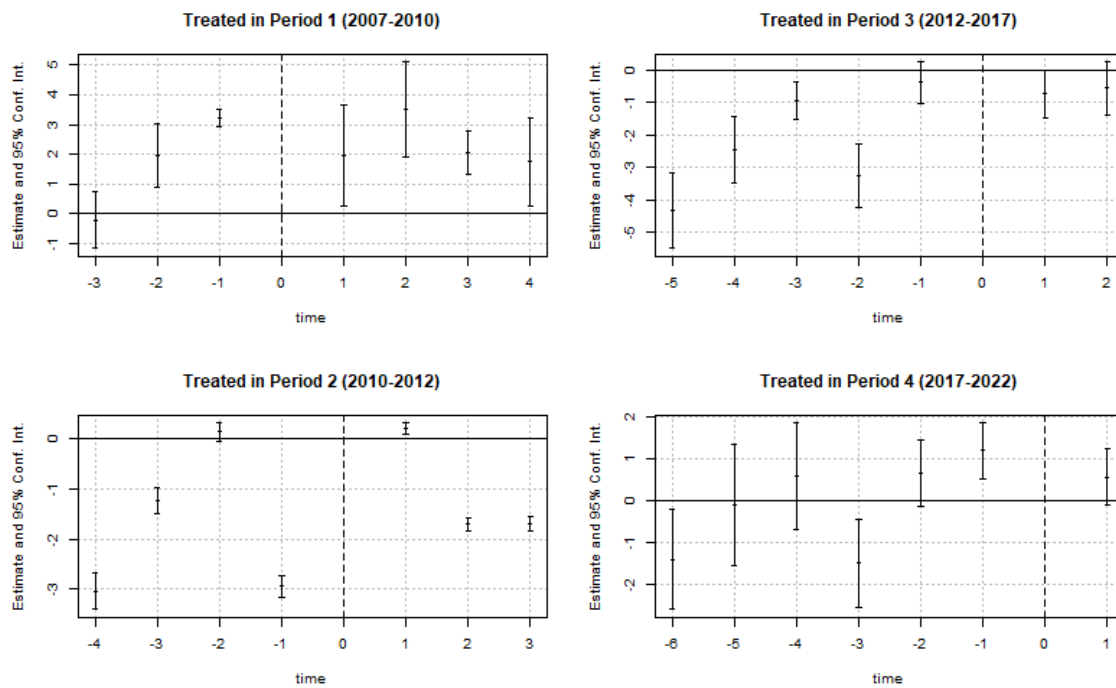 Treated in Period 1 (2007-2010)
Estimate and 95% Conf. Int.
5
4
3
2
1
0
-1
-3 -2 -1 0 1 2 3 4
time
Treated in Period 3 (2012-2017)
Estimate and 95% Conf. Int.
0
-1
-2
-3
-4
-5
-5 -4 -3 -2 -1 0 1 2
time
Treated in Period 2 (2010-2012)
Estimate and 95% Conf. Int.
0
-1
-2
-3
-4 -3 -2 -1 0 1 2 3
time
Treated in Period 4 (2017-2022)
Estimate and 95% Conf. Int.
2
1
0
-1
-2
-6 -5 -4 -3 -2 -1 0 1
time